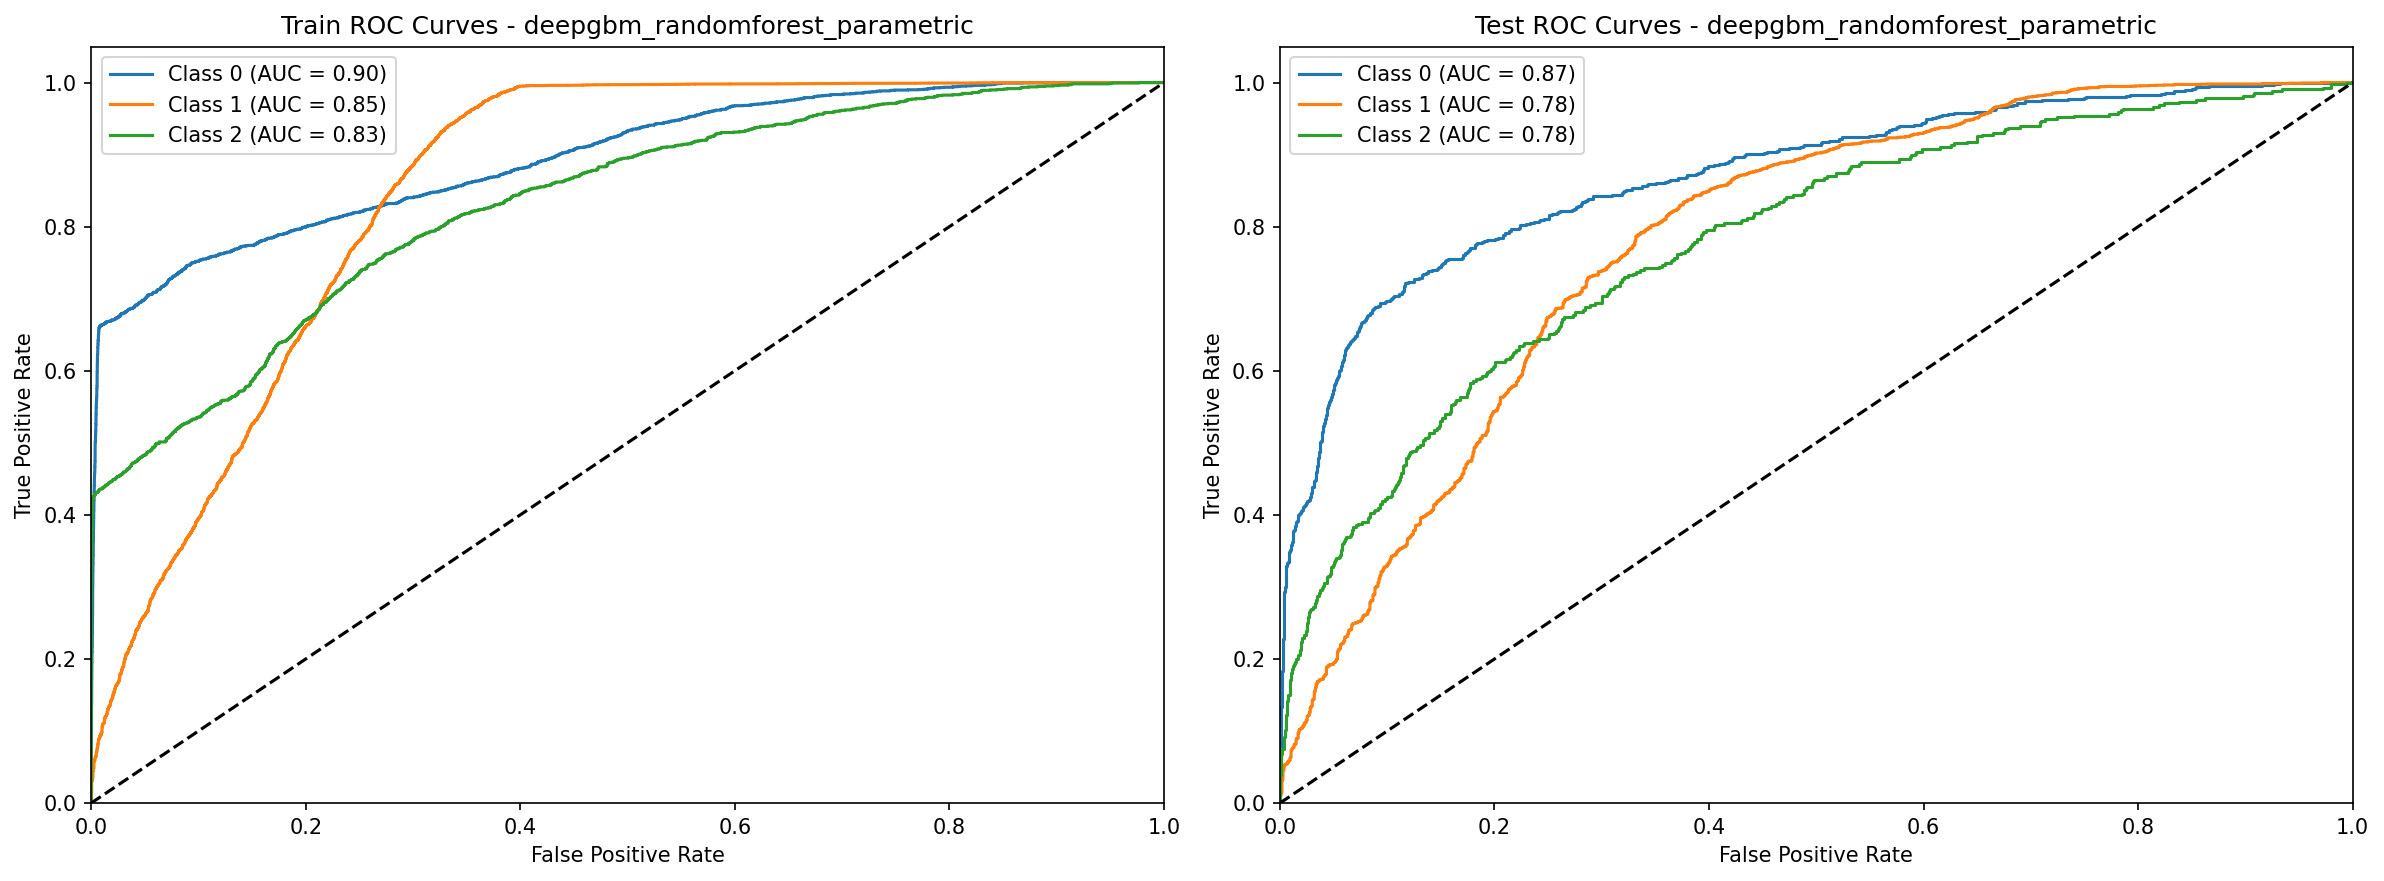 Train ROC Curves - deepgbm_randomforest_parametric
Class 0 (AUC = 0.90)
Class 1 (AUC = 0.85)
Class 2 (AUC = 0.83)
True Positive Rate
1.0
0.8
0.6
0.4
0.2
0.0
0.0 0.2 0.4 0.6 0.8 1.0
False Positive Rate
Test ROC Curves - deepgbm_randomforest_parametric
Class 0 (AUC = 0.87)
Class 1 (AUC = 0.78)
Class 2 (AUC = 0.78)
True Positive Rate
1.0
0.8
0.6
0.4
0.2
0.0
0.0 0.2 0.4 0.6 0.8 1.0
False Positive Rate